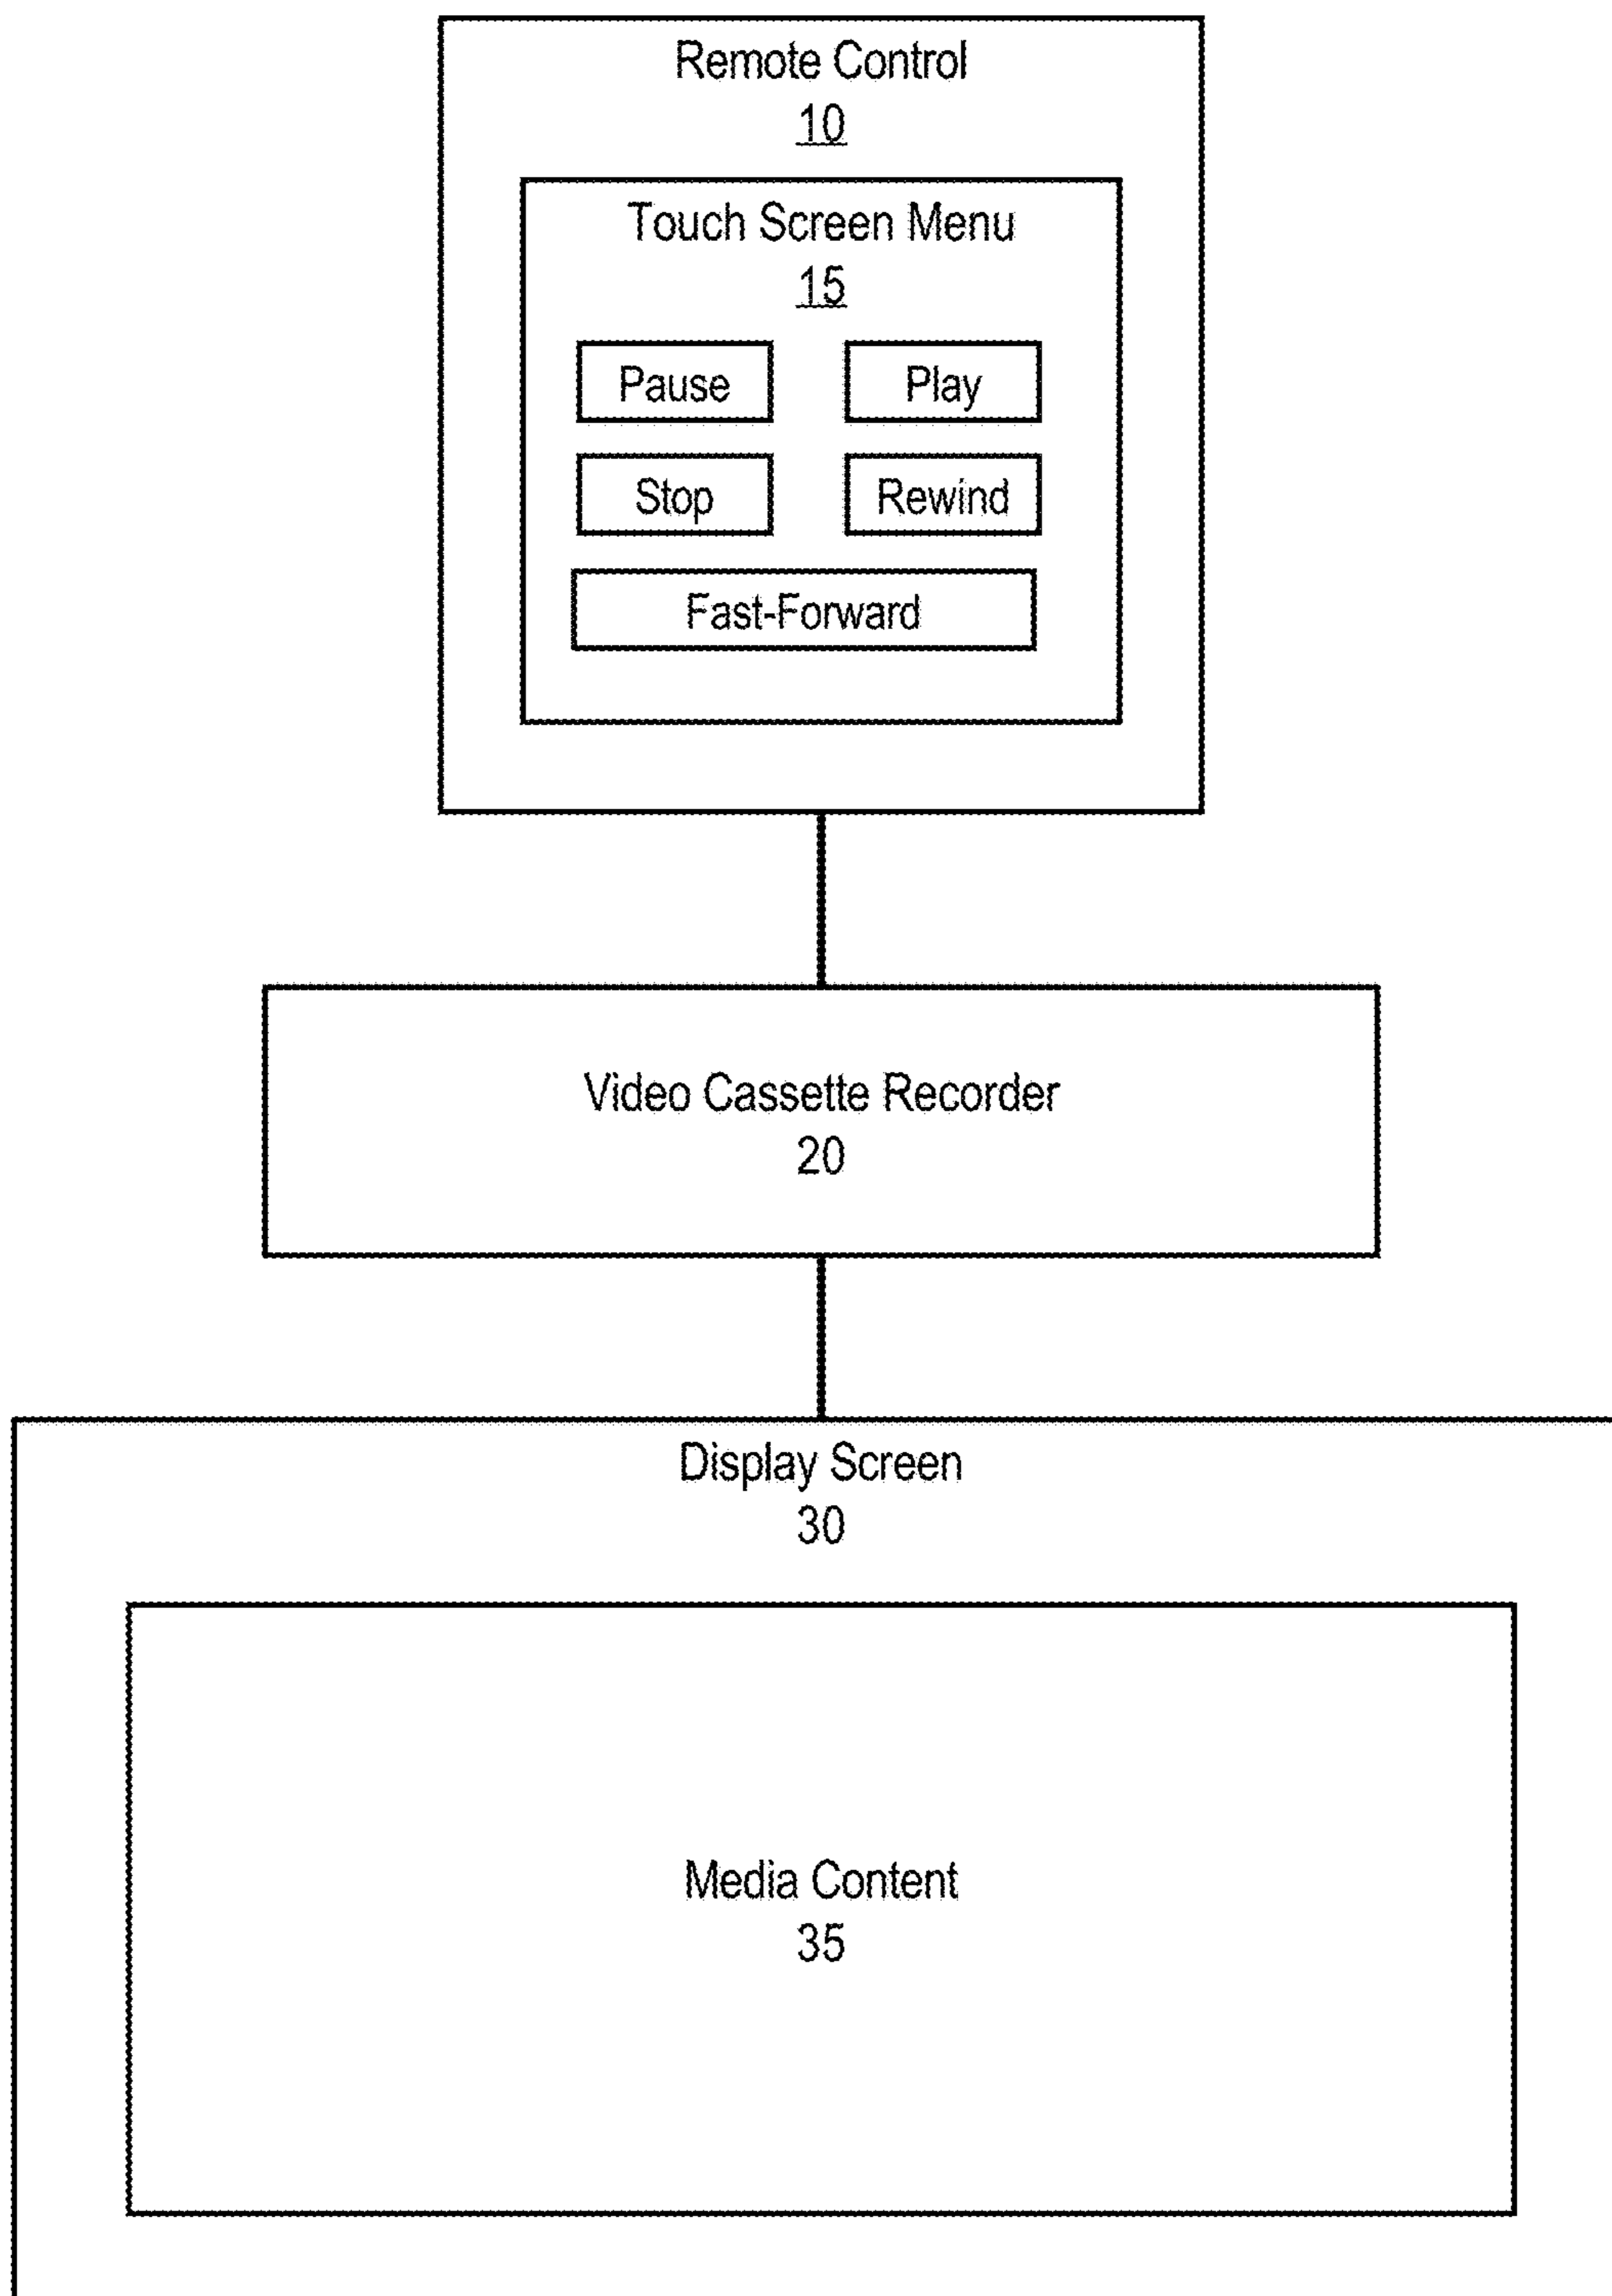 Remote Control
10
Touch Screen Menu
15
Pause
Play
Stop
Rewind
Fast-Forward
Video Cassette Recorder
20
Display Screen
30
Media Content
35